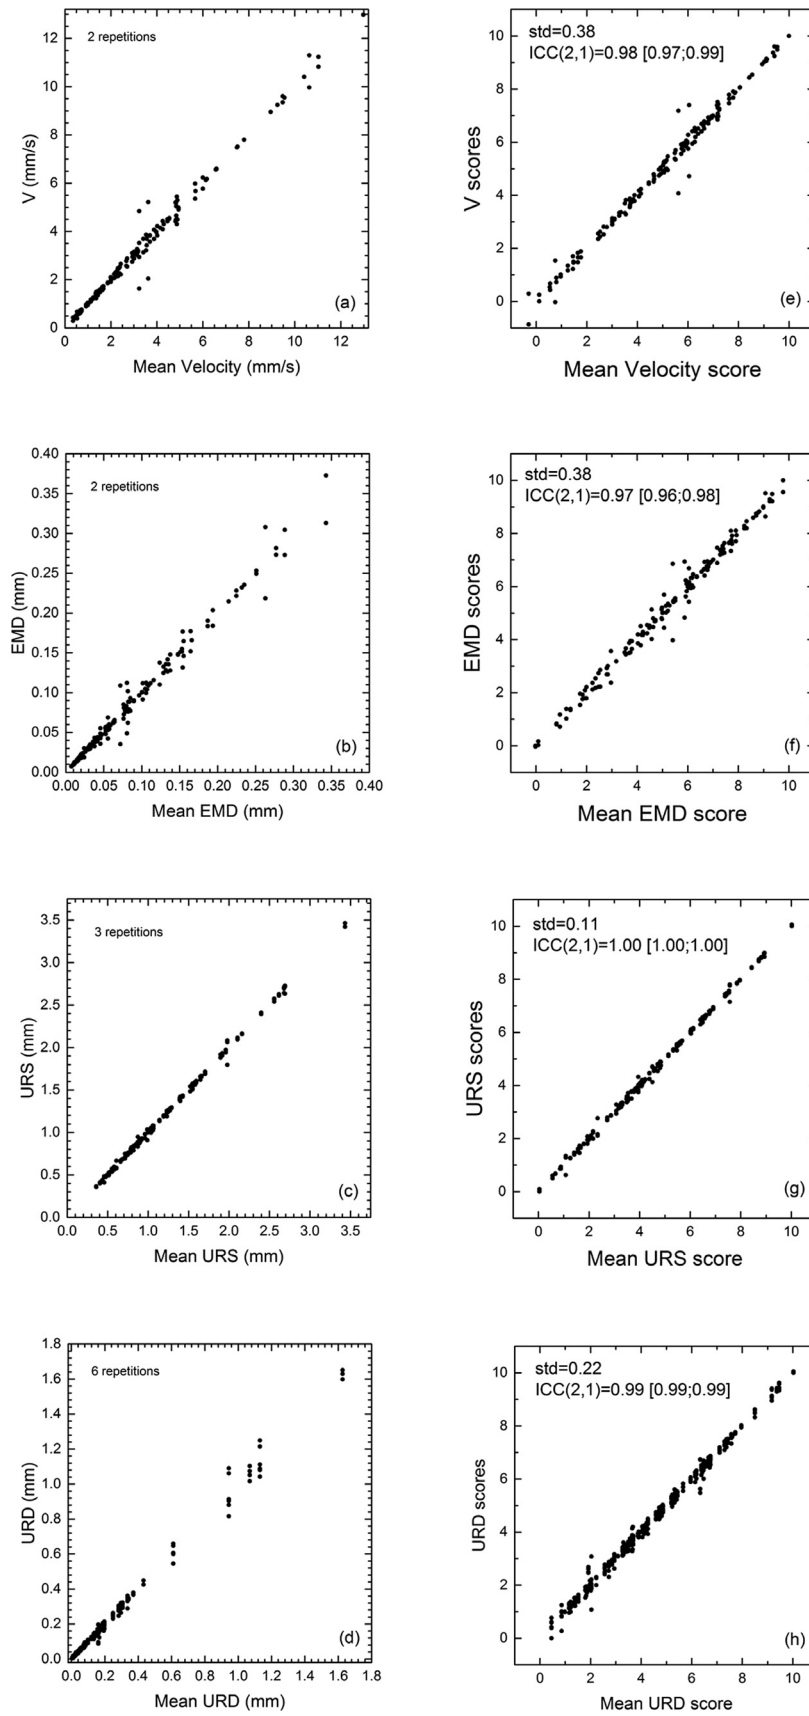 2 repetitions
V (mm/s)
12
10
8
6
4
2
0
0 2 4 6 8 10 12
(a)
Mean Velocity (mm/s)
std=0.38
ICC(2,1)=0.98 [0.97;0.99]
V scores
10
8
6
4
2
0
0 2 4 6 8 10
(e)
Mean Velocity score
2 repetitions
EMD (mm)
0.40
0.35
0.30
0.25
0.20
0.15
0.10
0.05
0.00
0.00 0.05 0.10 0.15 0.20 0.25 0.30 0.35 0.40
(b)
Mean EMD (mm)
std=0.38
ICC(2,1)=0.97 [0.96;0.98]
EMD scores
10
8
6
4
2
0
0 2 4 6 8 10
(f)
Mean EMD score
3 repetitions
URS (mm)
3.5
3.0
2.5
2.0
1.5
1.0
0.5
0.0
0.0 0.5 1.0 1.5 2.0 2.5 3.0 3.5
(c)
Mean URS (mm)
std=0.11
ICC(2,1)=1.00 [1.00;1.00]
URS scores
10
8
6
4
2
0
0 2 4 6 8 10
(g)
Mean URS score
6 repetitions
URD (mm)
1.8
1.6
1.4
1.2
1.0
0.8
0.6
0.4
0.2
0.0
0.0 0.2 0.4 0.6 0.8 1.0 1.2 1.4 1.6 1.8
(d)
Mean URD (mm)
std=0.22
ICC(2,1)=0.99 [0.99;0.99]
URD scores
10
8
6
4
2
0
0 2 4 6 8 10
(h)
Mean URD score